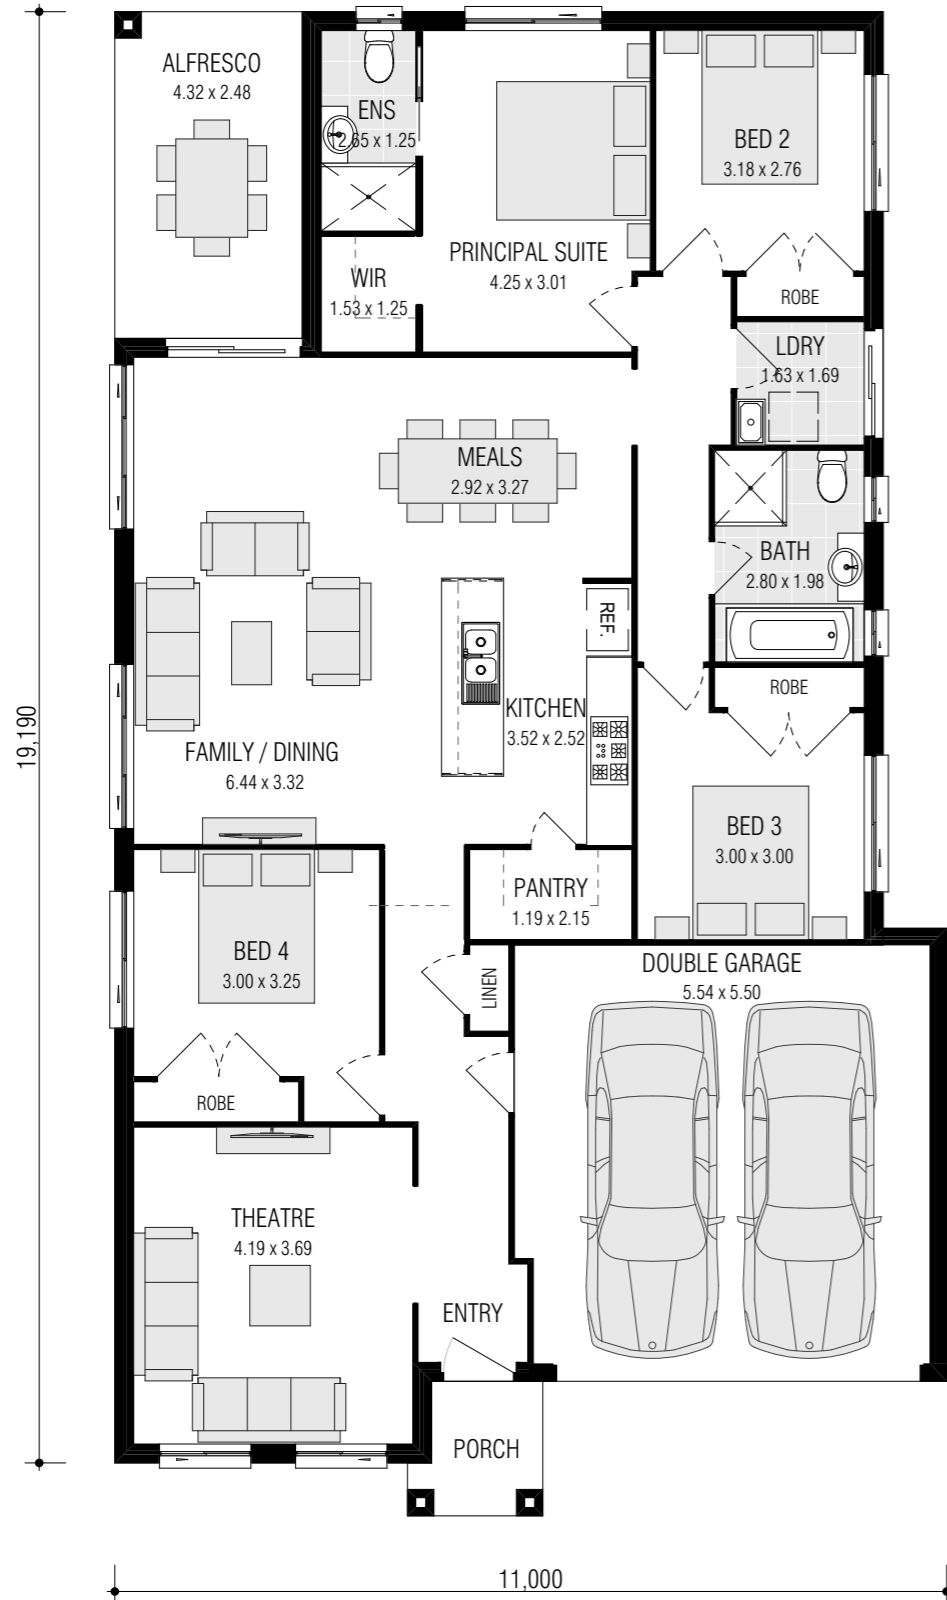 ALFRESCO
4.32 x 2.48
ENS
2.65 x 1.25
PRINCIPAL SUITE
4.25 x 3.01
BED 2
3.18 x 2.76
WIR
1.53 x 1.25
ROBE
LDRY
1.63 x 1.69
MEALS
2.92 x 3.27
BATH
2.80 x 1.98
REF.
KITCHEN
3.52 x 2.52
ROBE
19,190
FAMILY / DINING
6.44 x 3.32
BED 3
3.00 x 3.00
PANTRY
1.19 x 2.15
BED 4
3.00 x 3.25
LINEN
DOUBLE GARAGE
5.54 x 5.50
ROBE
THEATRE
4.19 x 3.69
ENTRY
PORCH
11,000